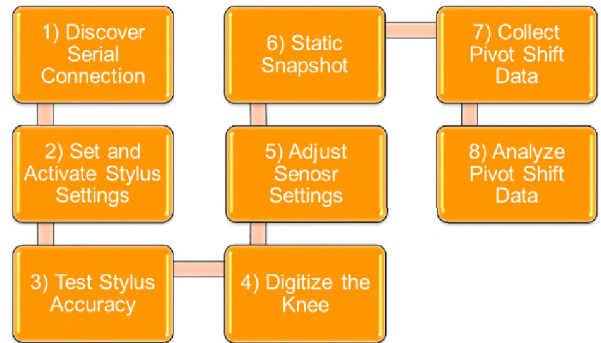 1) Discover
Serial
Connection
2) Set and
Activate Stylus
Settings
3) Test Stylus
Accuracy
4) Digitize the
Knee
5) Adjust
Senosr
Settings
6) Static
Snapshot
7) Collect
Pivot Shift
Data
8) Analyze
Pivot Shift
Data